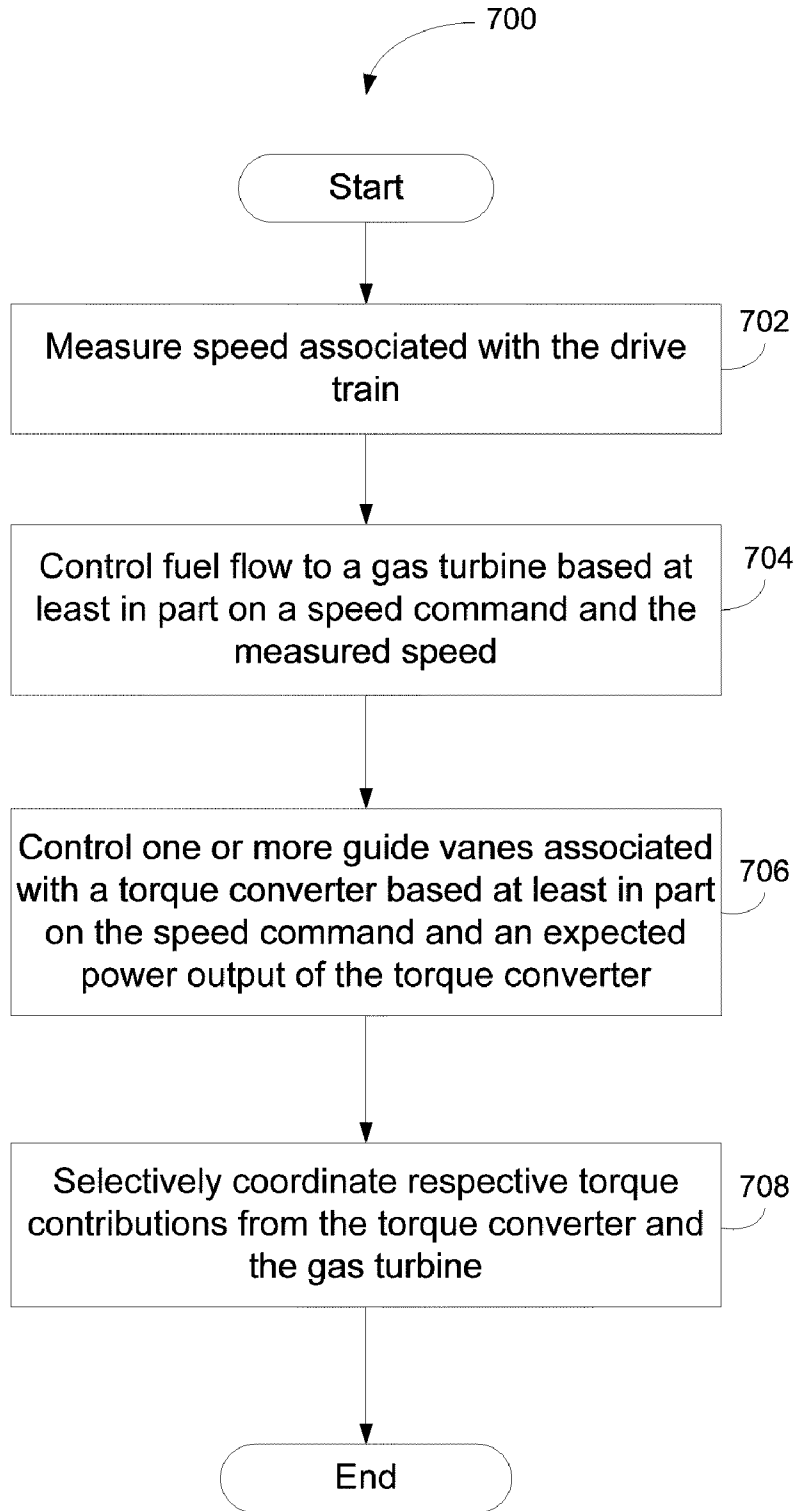 700
Start
702
Measure speed associated with the drive
train
704
Control fuel flow to a gas turbine based at
least in part on a speed command and the
measured speed
706
Control one or more guide vanes associated
with a torque converter based at least in part
on the speed command and an expected
power output of the torque converter
708
Selectively coordinate respective torque
contributions from the torque converter and
the gas turbine
End